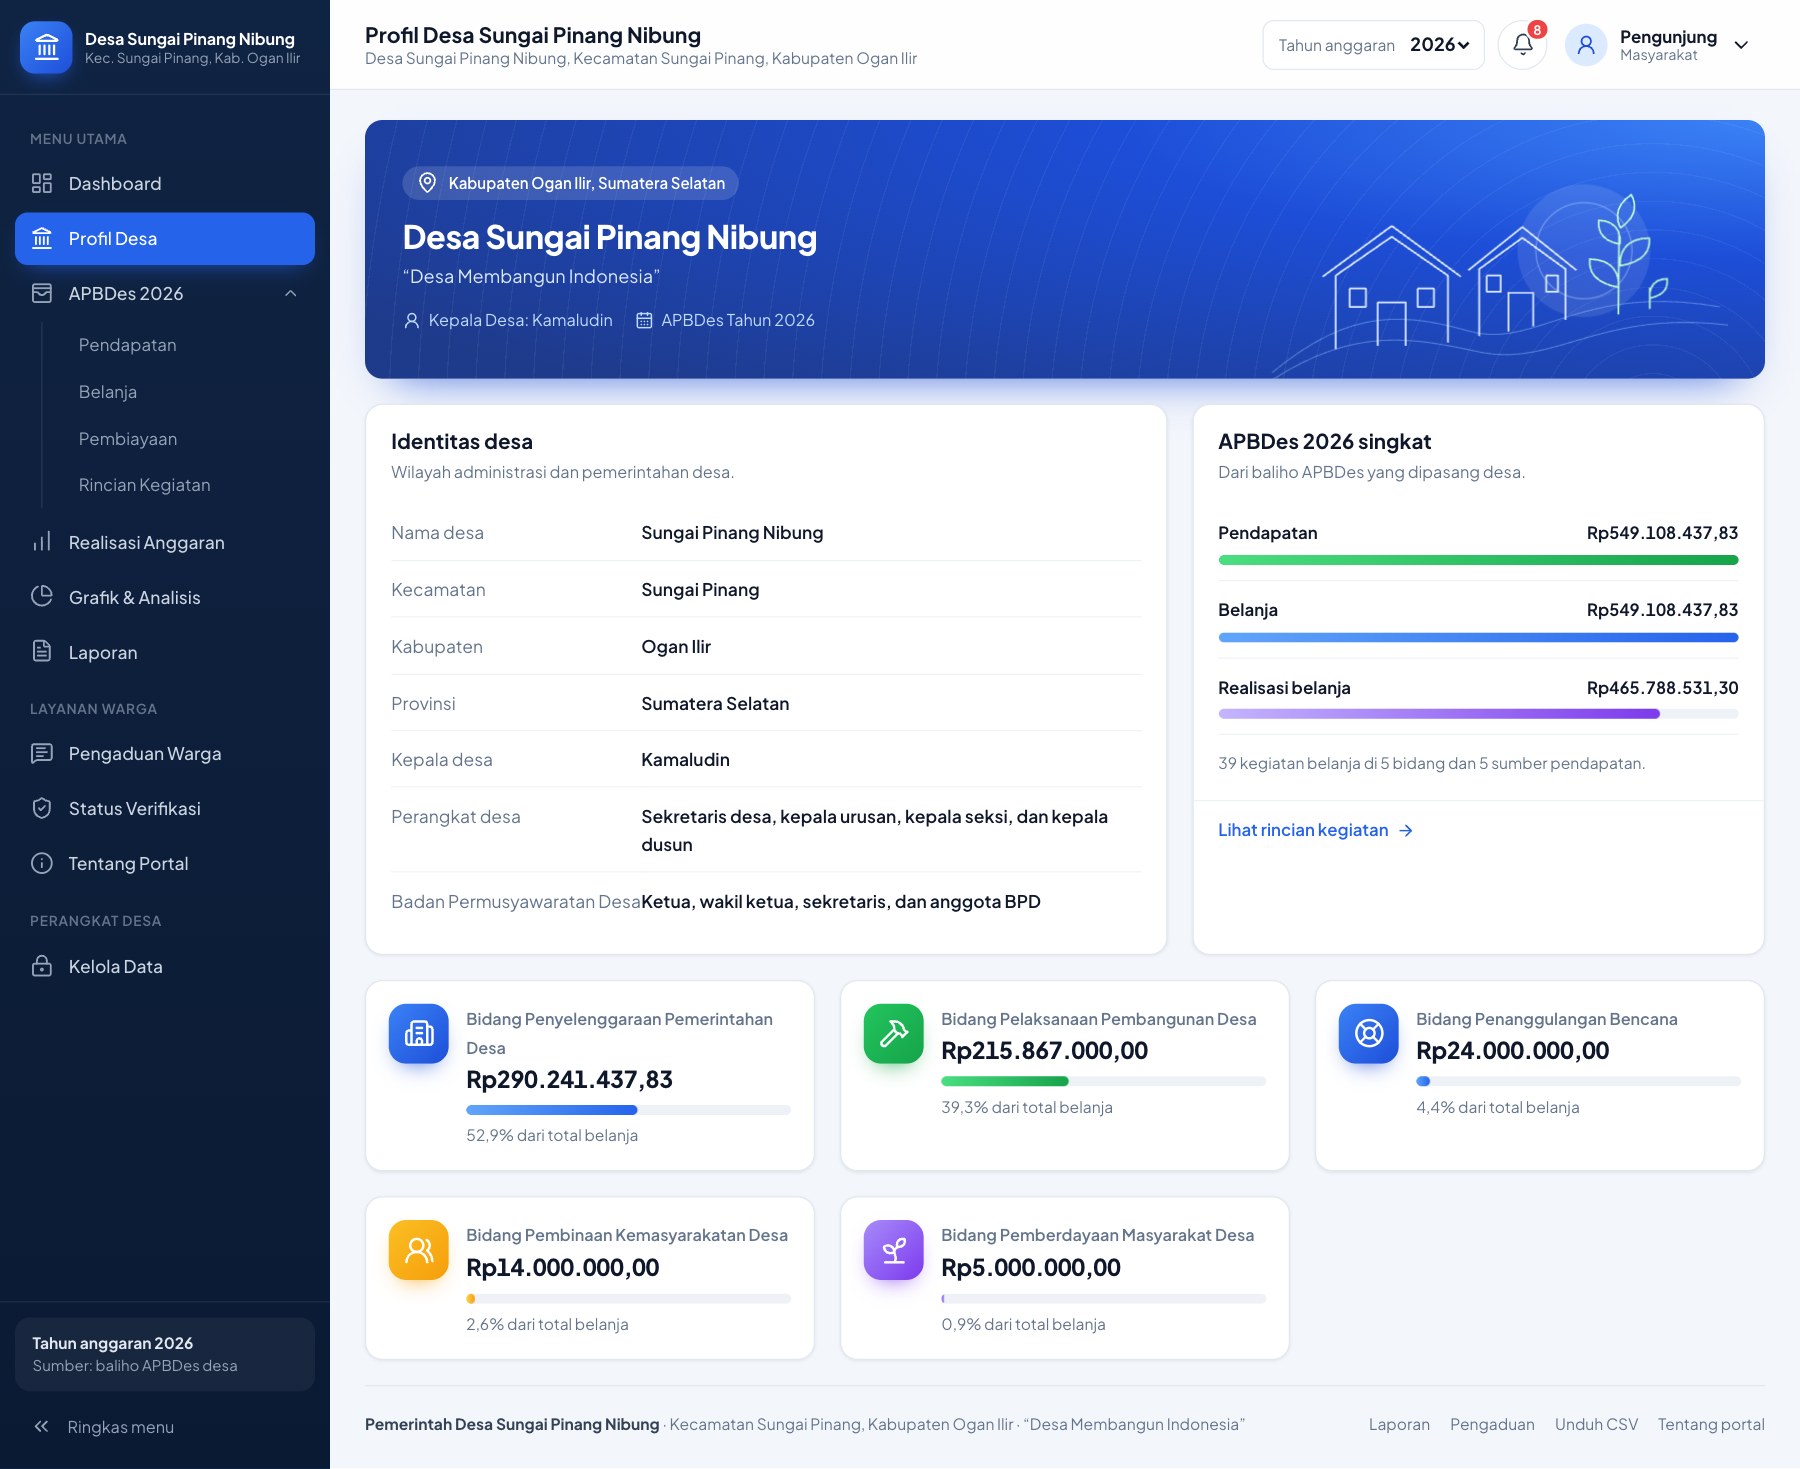 Desa Sungai Pinang Nibung
Kec. Sungai Pinang, Kab. Ogan Ilir
MENU UTAMA
Dashboard
Profil Desa
APBDes 2026
Pendapatan
Belanja
Pembiayaan
Rincian Kegiatan
Realisasi Anggaran
Grafik & Analisis
Laporan
LAYANAN WARGA
Pengaduan Warga
Status Verifikasi
Tentang Portal
PERANGKAT DESA
Kelola Data
Tahun anggaran 2026
Sumber: baliho APBDes desa
Ringkas menu
Profil Desa Sungai Pinang Nibung
Desa Sungai Pinang Nibung, Kecamatan Sungai Pinang, Kabupaten Ogan Ilir
Tahun anggaran 2026
8
Pengunjung
Masyarakat
Kabupaten Ogan Ilir, Sumatera Selatan
Desa Sungai Pinang Nibung
“Desa Membangun Indonesia”
Kepala Desa: Kamaludin APBDes Tahun 2026
Identitas desa
Wilayah administrasi dan pemerintahan desa.
Nama desa Sungai Pinang Nibung
Kecamatan Sungai Pinang
Kabupaten Ogan Ilir
Provinsi Sumatera Selatan
Kepala desa Kamaludin
Perangkat desa Sekretaris desa, kepala urusan, kepala seksi, dan kepala
dusun
Badan Permusyawaratan Desa Ketua, wakil ketua, sekretaris, dan anggota BPD
APBDes 2026 singkat
Dari baliho APBDes yang dipasang desa.
Pendapatan Rp549.108.437,83
Belanja Rp549.108.437,83
Realisasi belanja Rp465.788.531,30
39 kegiatan belanja di 5 bidang dan 5 sumber pendapatan.
Lihat rincian kegiatan →
Bidang Penyelenggaraan Pemerintahan
Desa
Rp290.241.437,83
52,9% dari total belanja
Bidang Pelaksanaan Pembangunan Desa
Rp215.867.000,00
39,3% dari total belanja
Bidang Penanggulangan Bencana
Rp24.000.000,00
4,4% dari total belanja
Bidang Pembinaan Kemasyarakatan Desa
Rp14.000.000,00
2,6% dari total belanja
Bidang Pemberdayaan Masyarakat Desa
Rp5.000.000,00
0,9% dari total belanja
Pemerintah Desa Sungai Pinang Nibung · Kecamatan Sungai Pinang, Kabupaten Ogan Ilir · “Desa Membangun Indonesia”
Laporan Pengaduan Unduh CSV Tentang portal